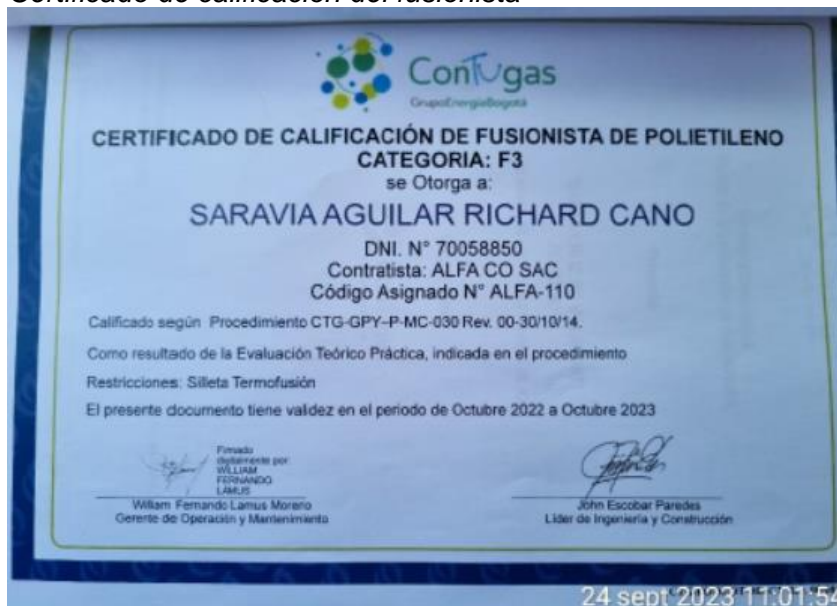 Certificado de calificación del fusionista
ConTugas
GrupoEnergíaBogotá
CERTIFICADO DE CALIFICACIÓN DE FUSIONISTA DE POLIETILENO
CATEGORIA: F3
se Otorga a:
SARAVIA AGUILAR RICHARD CANO
DNI. N° 70058850
Contratista: ALFA CO SAC
Código Asignado N° ALFA-110
Calificado según Procedimiento CTG-GPY-P-MC-030 Rev. 00-30/10/14.
Como resultado de la Evaluación Teórico Práctica, indicada en el procedimiento
Restricciones: Silleta Termofusión
El presente documento tiene validez en el periodo de Octubre 2022 a Octubre 2023
Firmado
digitalmente por:
WILLIAM
FERNANDO
LAMUS
William Fernando Lamus Moreno
Gerente de Operación y Mantenimiento
John Escobar Paredes
Líder de Ingeniería y Construcción
24 sept 2023 11:01:54